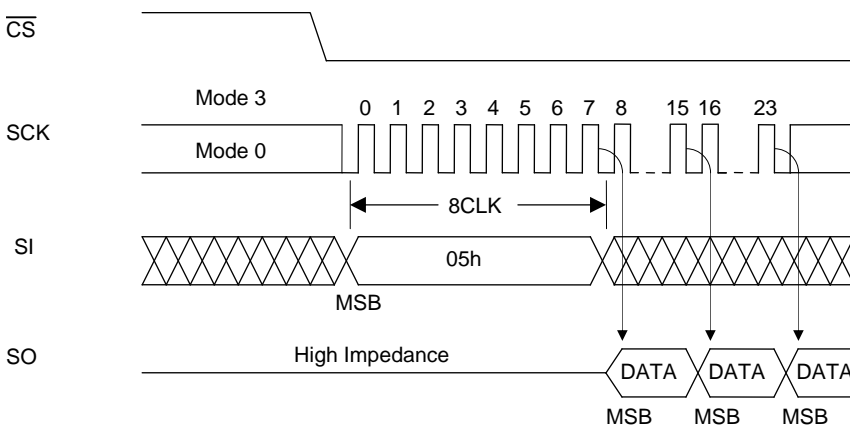 CS
Mode 3
0 1 2 3 4 5 6 7 8 15 16 23
SCK
Mode 0
8CLK
SI
05h
MSB
SO
High Impedance
DATA DATA DATA
MSB MSB MSB